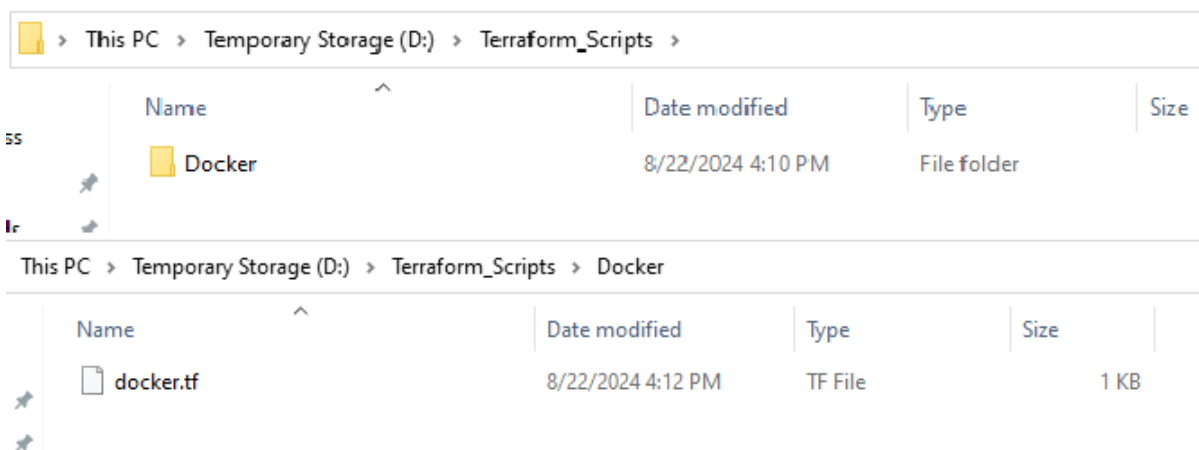 This PC > Temporary Storage (D:) > Terraform_Scripts >
Name Date modified Type Size
ss
Docker 8/22/2024 4:10 PM File folder
This PC > Temporary Storage (D:) > Terraform_Scripts > Docker
Name Date modified Type Size
docker.tf 8/22/2024 4:12 PM TF File 1 KB